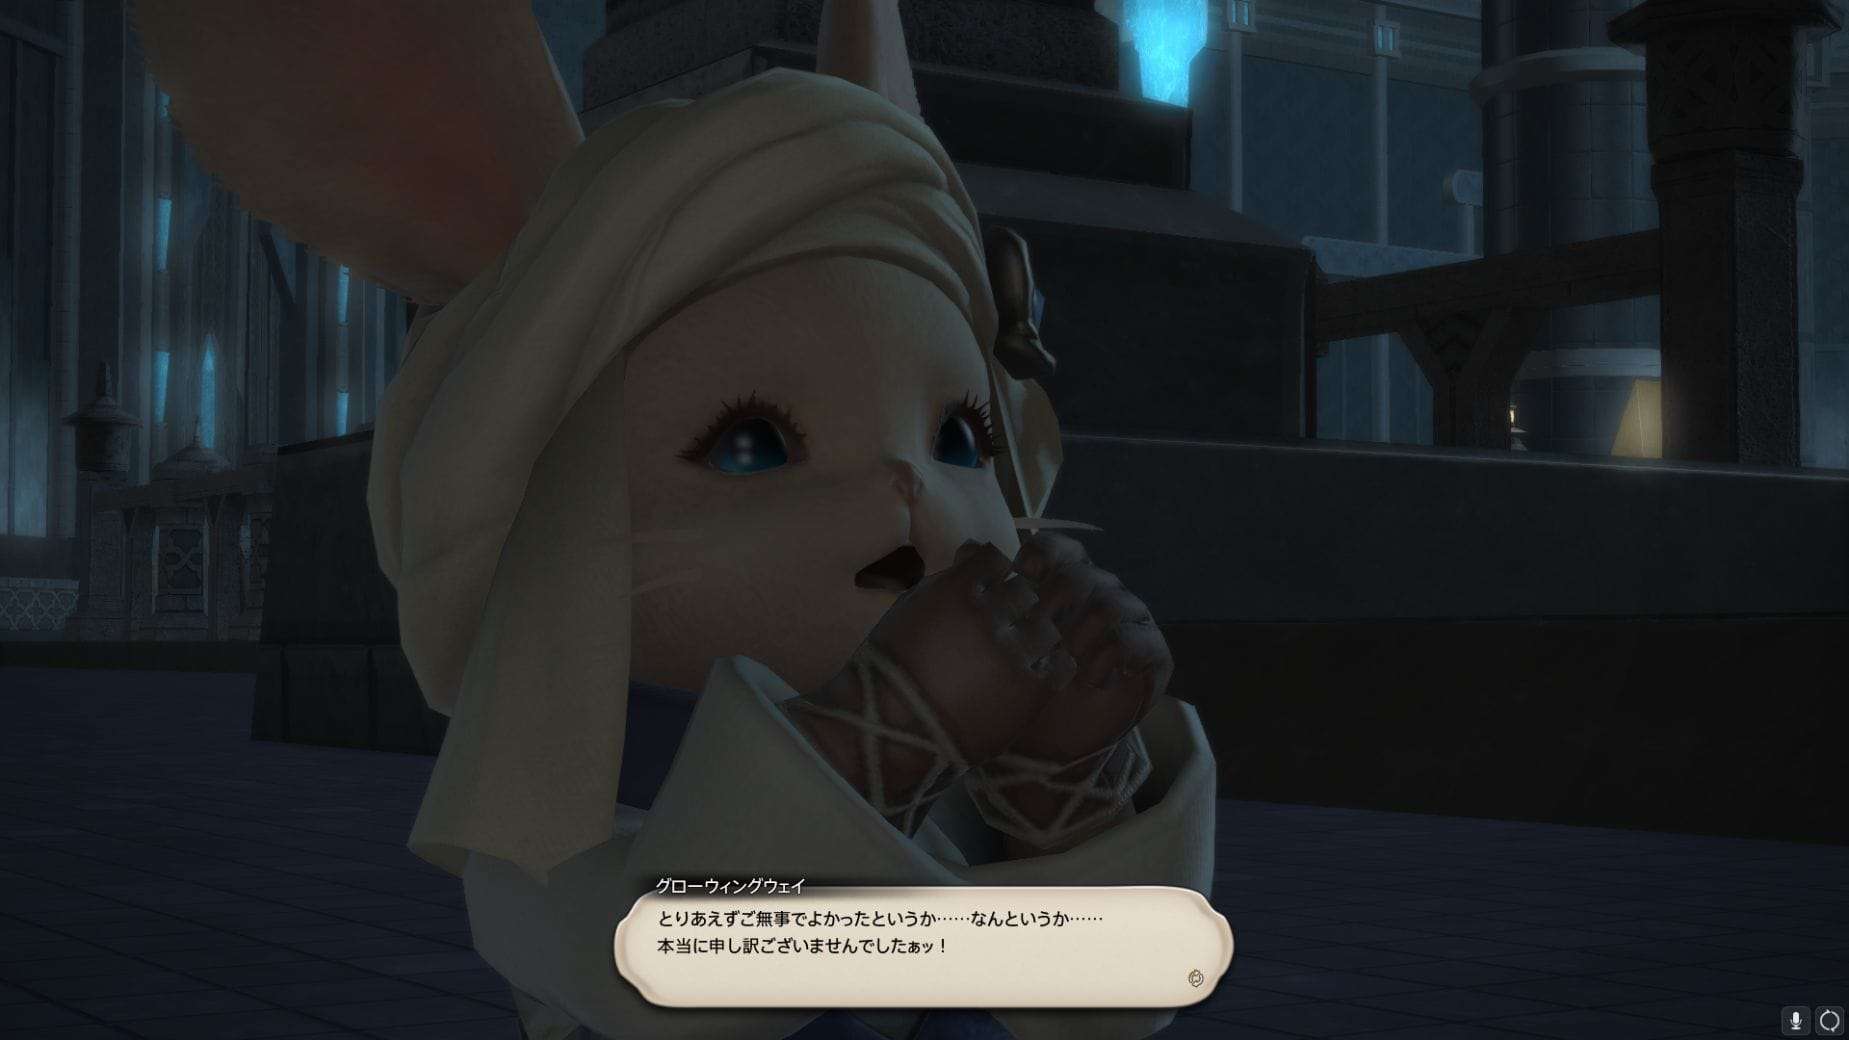 グローウィングウェイ
とりあえずご無事でよかったというか……なんというか……
本当に申し訳ございませんでしたぁッ！